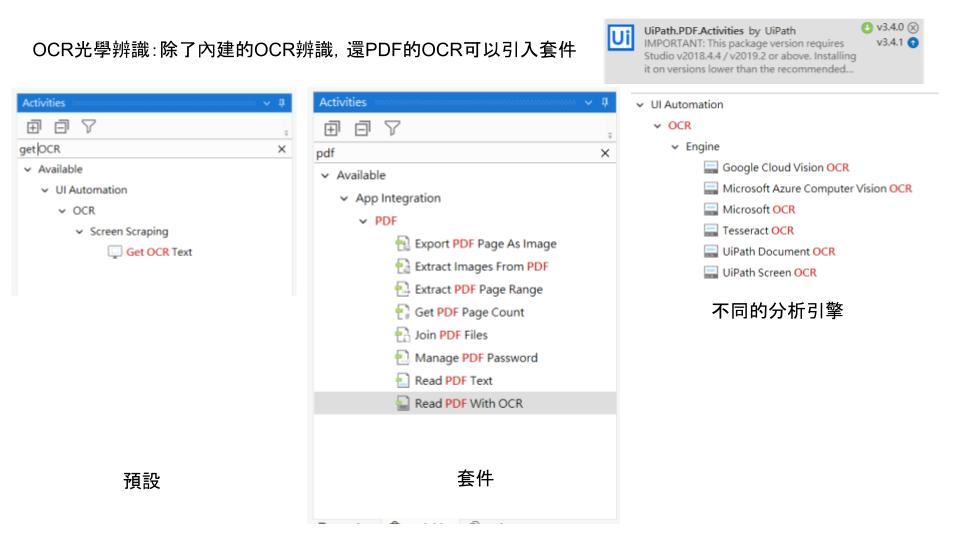 OCR光學辨識：除了內建的OCR辨識，還PDF的OCR可以引入套件
UiPath.PDF.Activities by UiPath
v3.4.0
IMPORTANT: This package version requires
v3.4.1
Studio v2018.4.4 / v2019.2 or above. Installing
it on versions lower than the recommended...
Activities
getOCR
Available
UI Automation
OCR
Screen Scraping
Get OCR Text
預設
Activities
pdf
Available
App Integration
PDF
Export PDF Page As Image
Extract Images From PDF
Extract PDF Page Range
Get PDF Page Count
Join PDF Files
Manage PDF Password
Read PDF Text
Read PDF With OCR
套件
UI Automation
OCR
Engine
Google Cloud Vision OCR
Microsoft Azure Computer Vision OCR
Microsoft OCR
Tesseract OCR
UiPath Document OCR
UiPath Screen OCR
不同的分析引擎